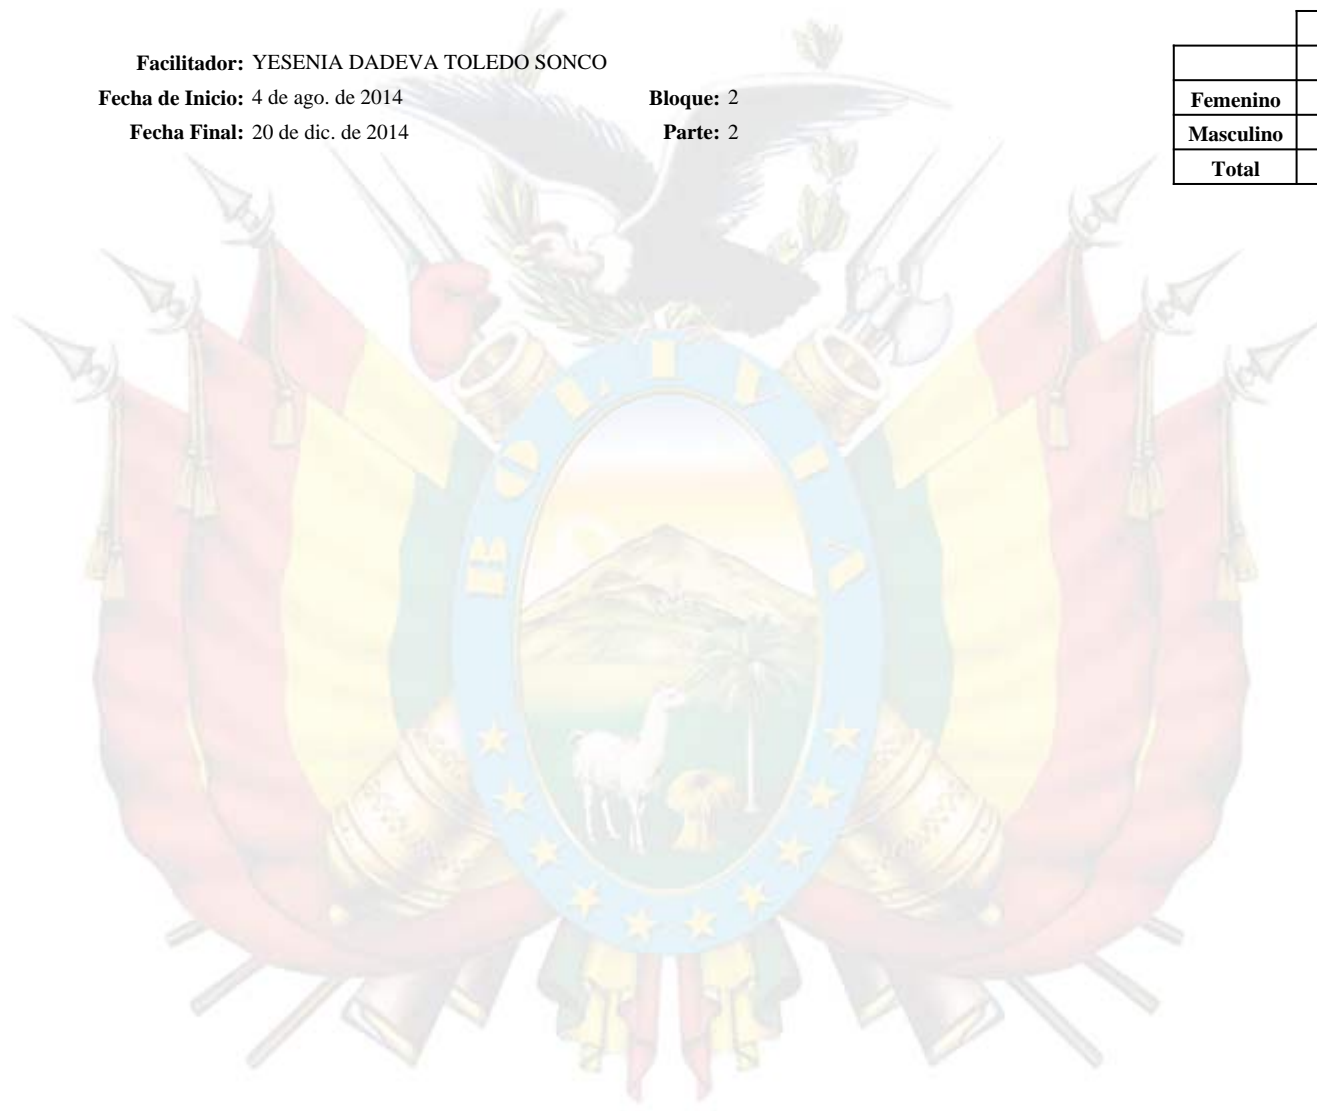 Facilitador: YESENIA DADEVA TOLEDO SONCO
Fecha de Inicio: 4 de ago. de 2014 Bloque: 2
Fecha Final: 20 de dic. de 2014 Parte: 2
Femenino
Masculino
Total
BOLIVIA